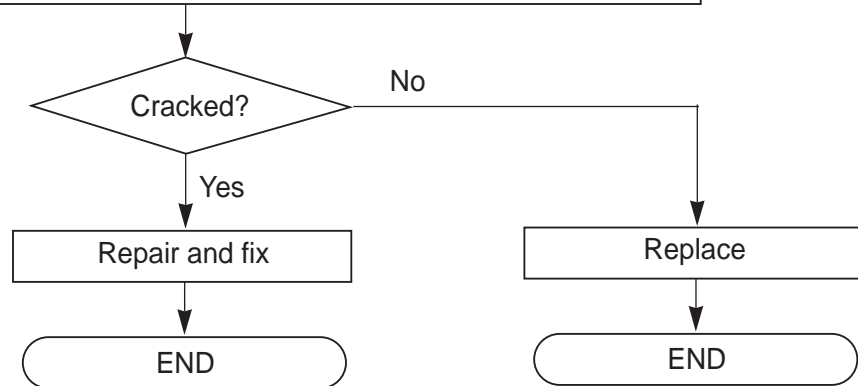 No
Cracked?
Yes
Repair and fix
Replace
END
END